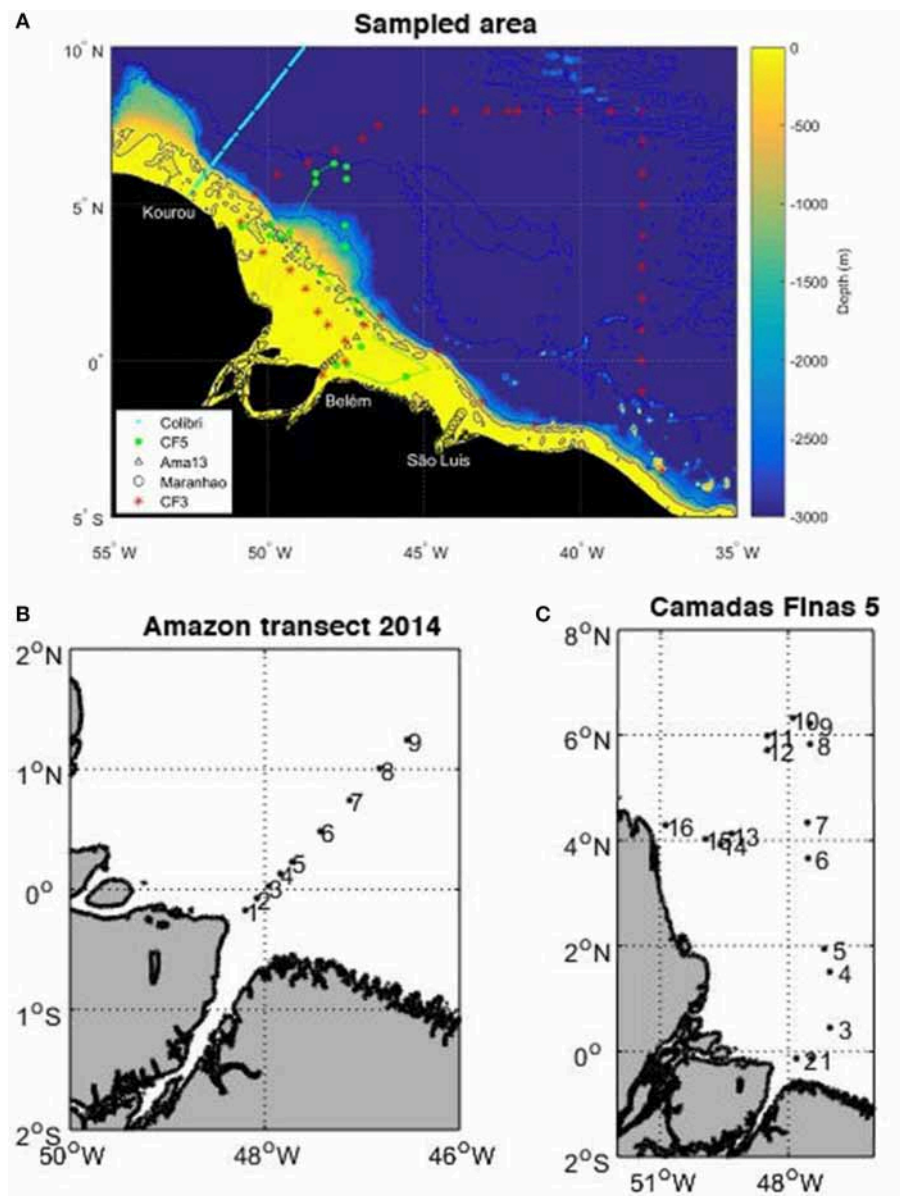 A
Sampled area
10° N
5° N
0°
5° S
55° W
50° W
45° W
40° W
35° W
Kourou
Belém
São Luis
Colibri
CF5
Ama13
Maranhao
CF3
0
-500
-1000
-1500
-2000
-2500
-3000
Depth (m)
B
Amazon transect 2014
2°N
1°N
0°
1°S
2°S
50°W
48°W
46°W
1
2
3
4
5
6
7
8
9
C
Camadas Finas 5
8°N
6°N
4°N
2°N
0°
2°S
51°W
48°W
10
9
11
8
12
16
15
14
13
7
6
5
4
3
2
1